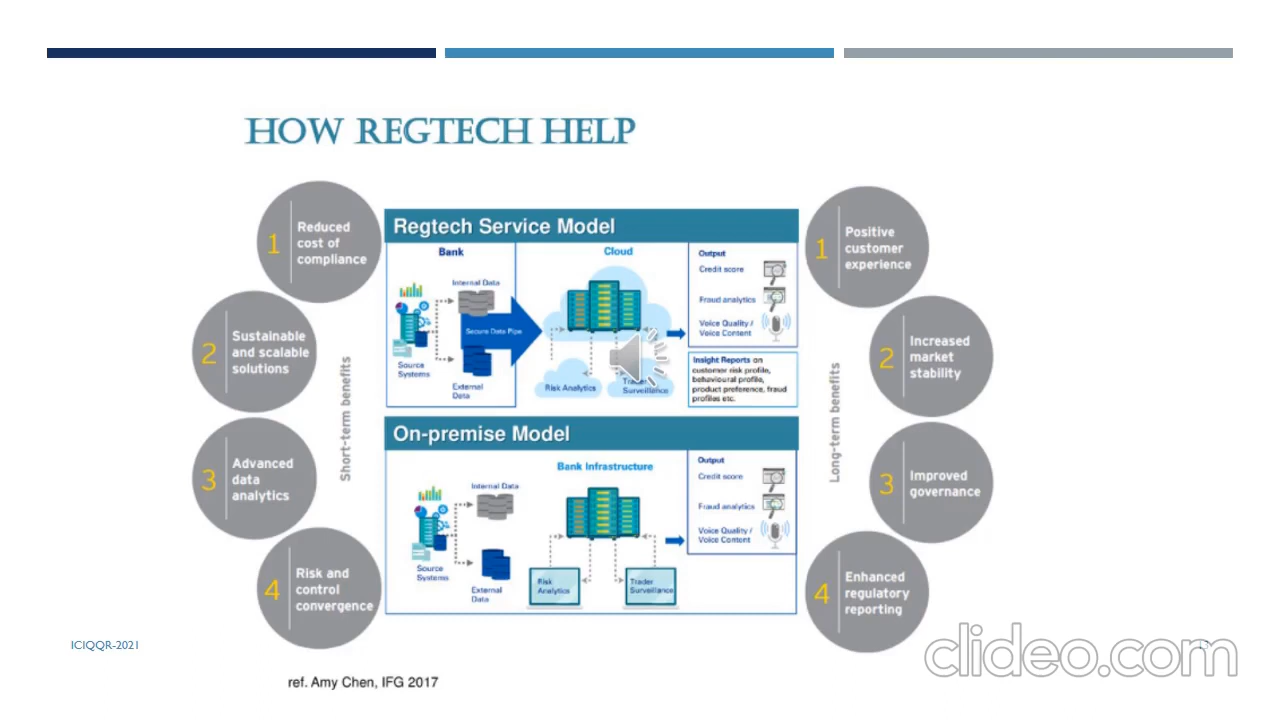 HOW REGTECH HELP
1
Reduced
cost of
compliance
2
Sustainable
and scalable
solutions
3
Advanced
data
analytics
4
Risk and
control
convergence
Short-term benefits
Regtech Service Model
Bank
Internal Data
Secure Data Pipe
Source
Systems
External
Data
Cloud
Risk Analytics
Surveillance
Output
Credit score
Fraud analytics
Voice Quality /
Voice Content
Insight Reports on
customer risk profile,
behavioural profile,
product preference, fraud
profiles etc.
On-premise Model
Bank Infrastructure
Internal Data
Source
Systems
External
Data
Risk
Analytics
Trader
Surveillance
Output
Credit score
Fraud analytics
Voice Quality /
Voice Content
Long-term benefits
1
Positive
customer
experience
2
Increased
market
stability
3
Improved
governance
4
Enhanced
regulatory
reporting
ICIQQR-2021
ref. Amy Chen, IFG 2017
clideo.com